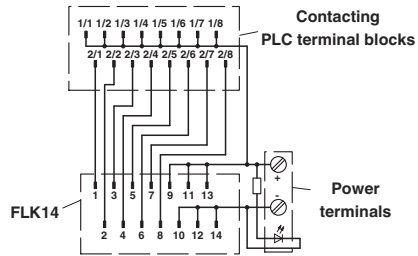 1/1 1/2 1/3 1/4 1/5 1/6 1/7 1/8
Contacting
PLC terminal blocks
2/1 2/2 2/3 2/4 2/5 2/6 2/7 2/8
1 3 5 7 9 11 13
+
-
Power
terminals
FLK14
2 4 6 8 10 12 14